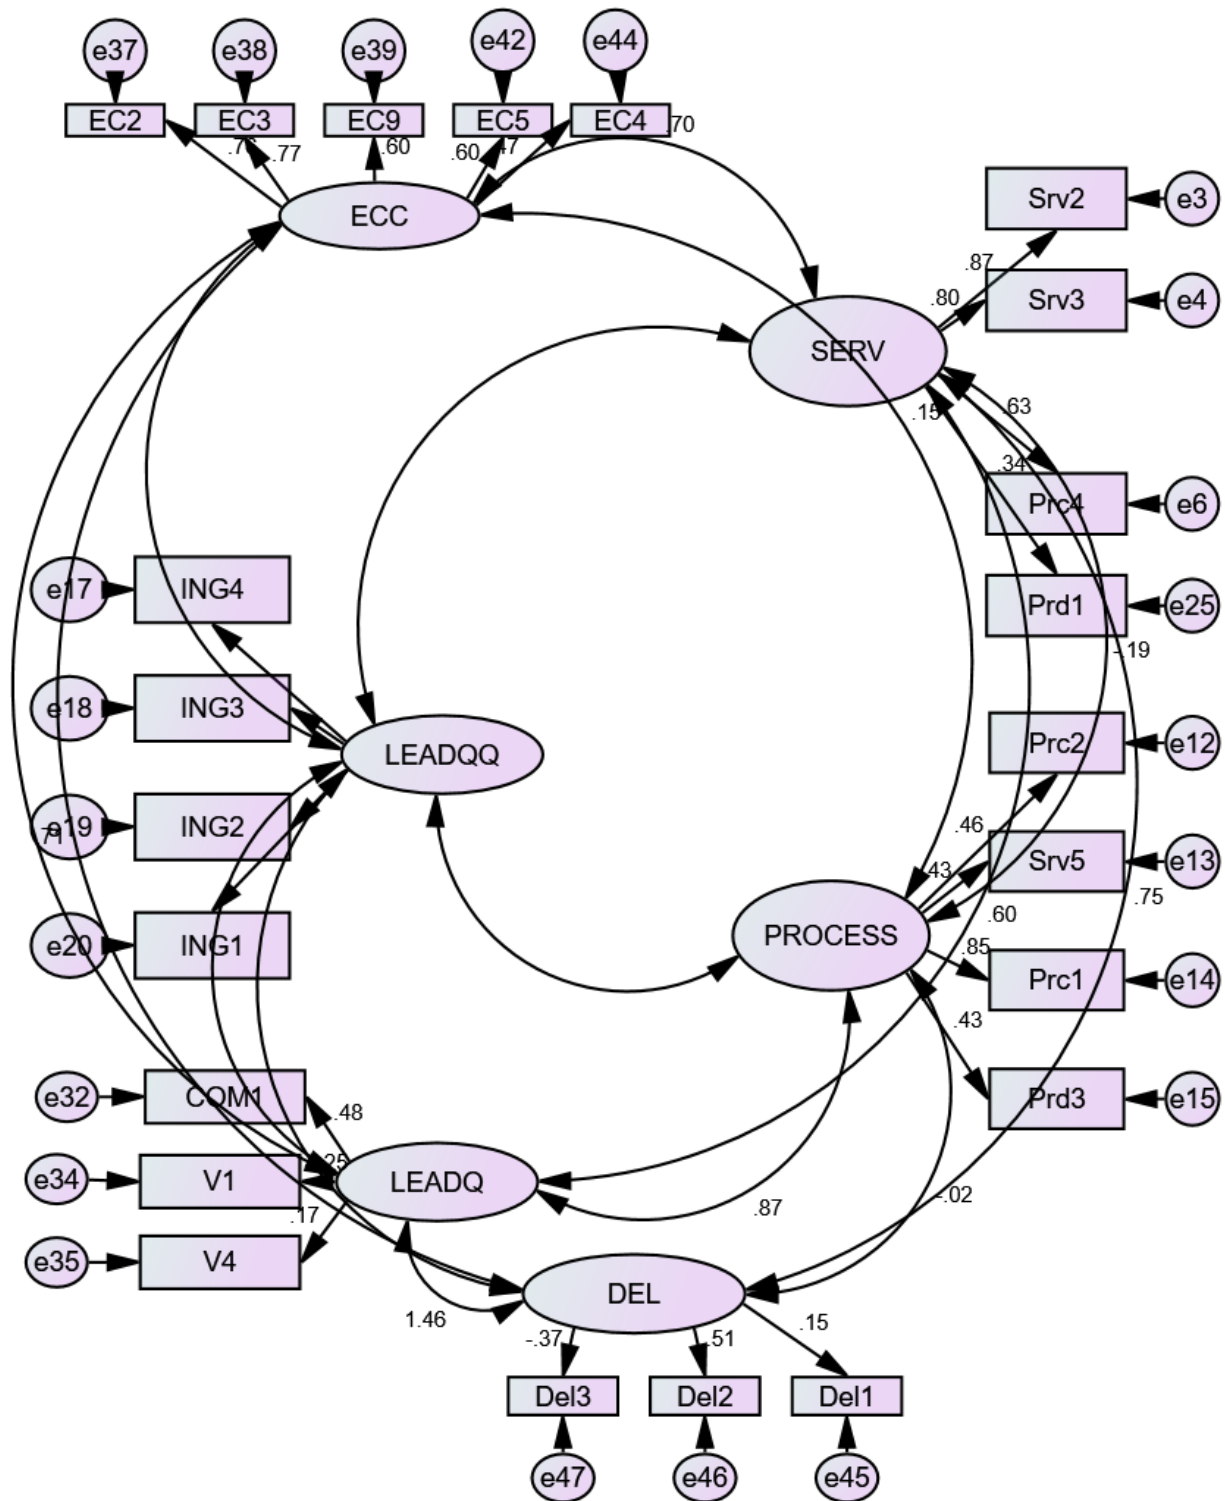 e37 e38 e39 e42 e44
EC2 EC3 EC9 EC5 EC4 .70
.77 .60 .60 .47
ECC
Srv2 e3
.87
.80 Srv3 e4
SERV
.15 .63
.34
Prc4 e6
e17 ING4
Prd1 e25
-.19
e18 ING3
Prc2 e12
LEADQQ
e19 ING2
.71
.46
.43 Srv5 e13
.75
.60
e20 ING1
PROCESS
.85
Prc1 e14
.43
e32 COM1
.48
Prd3 e15
e34 V1 .25
LEADQ
.17
.87
-.02
e35 V4
DEL
1.46
-.37 .51 .15
Del3 Del2 Del1
e47 e46 e45